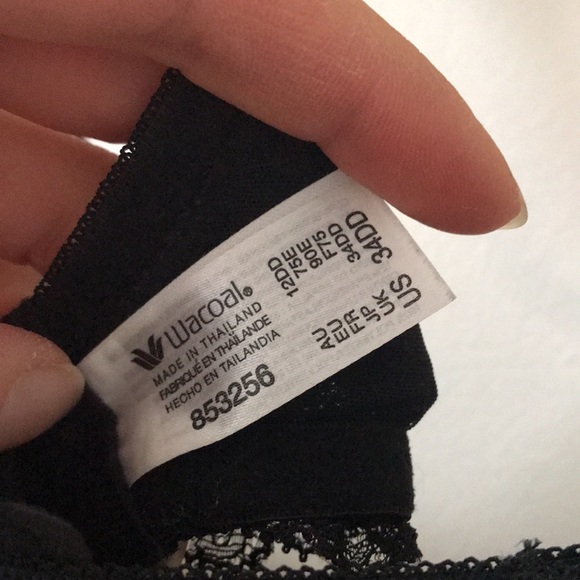 Wacoal®
MADE IN THAILAND
FABRIQUÉ EN THAÏLANDE
HECHO EN TAILANDIA
853256
AU 12DD
EU 75E
FR 90E
JP F75
UK 34DD
US 34DD